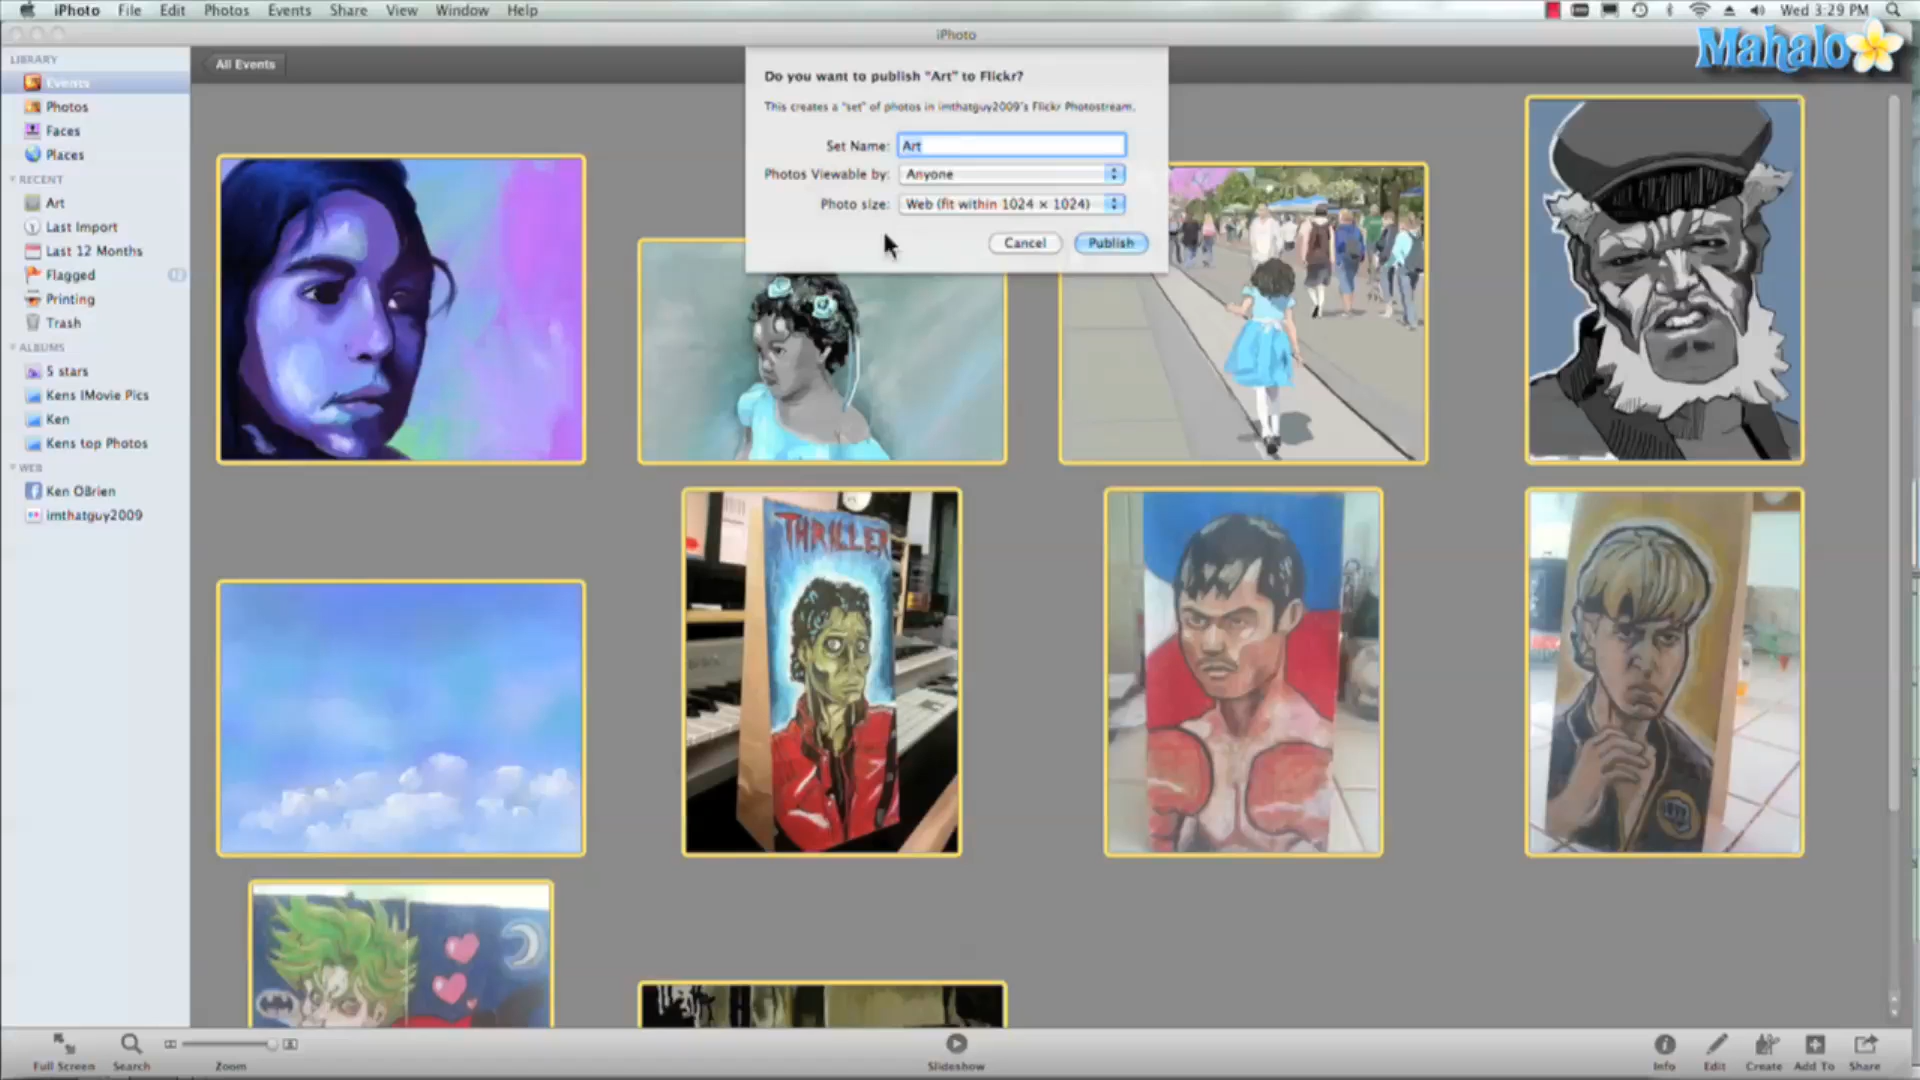 iPhoto File Edit Photos Events Share View Window Help Wed 3:29 PM
iPhoto
Mahalo
LIBRARY
Events
Photos
Faces
Places
RECENT
Art
Last Import
Last 12 Months
Flagged
Printing
Trash
ALBUMS
5 stars
Kens IMovie Pics
Ken
Kens top Photos
WEB
Ken OBrien
imthatguy2009
All Events
Do you want to publish "Art" to Flickr?
This creates a "set" of photos in imthatguy2009's Flickr Photostream.
Set Name: Art
Photos Viewable by: Anyone
Photo size: Web (fit within 1024 × 1024)
Cancel Publish
THRILLER
Full Screen Search Zoom Slideshow Info Edit Create Add To Share